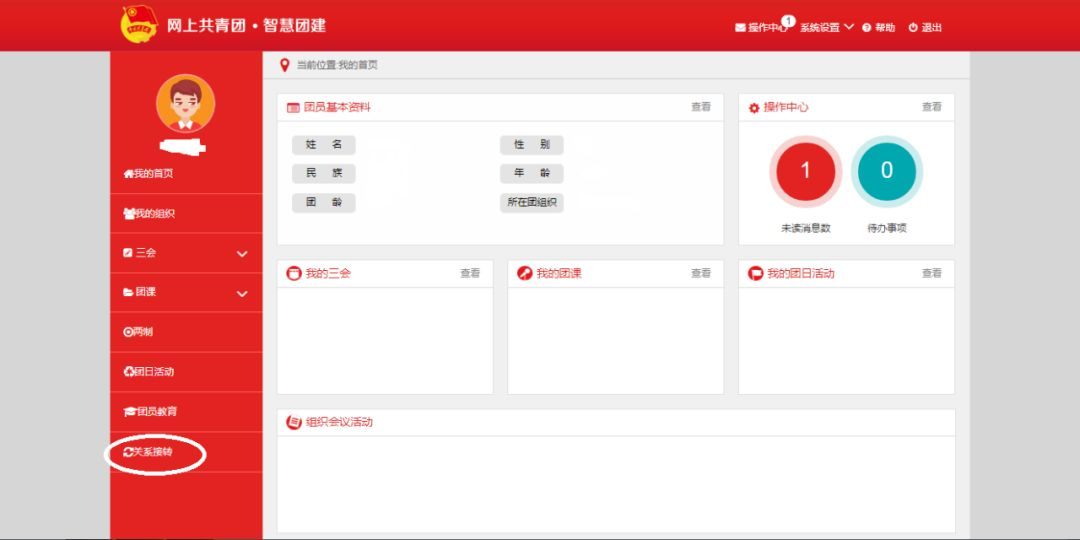 网上共青团·智慧团建
操作中心 1 系统设置 帮助 退出
当前位置:我的首页
我的首页
我的组织
三会
团课
两制
团日活动
团员教育
关系接转
团员基本资料 查看
姓 名 性 别
民 族 年 龄
团 龄 所在团组织
操作中心 查看
1 0
未读消息数 待办事项
我的三会 查看
我的团课 查看
我的团日活动 查看
组织会议活动